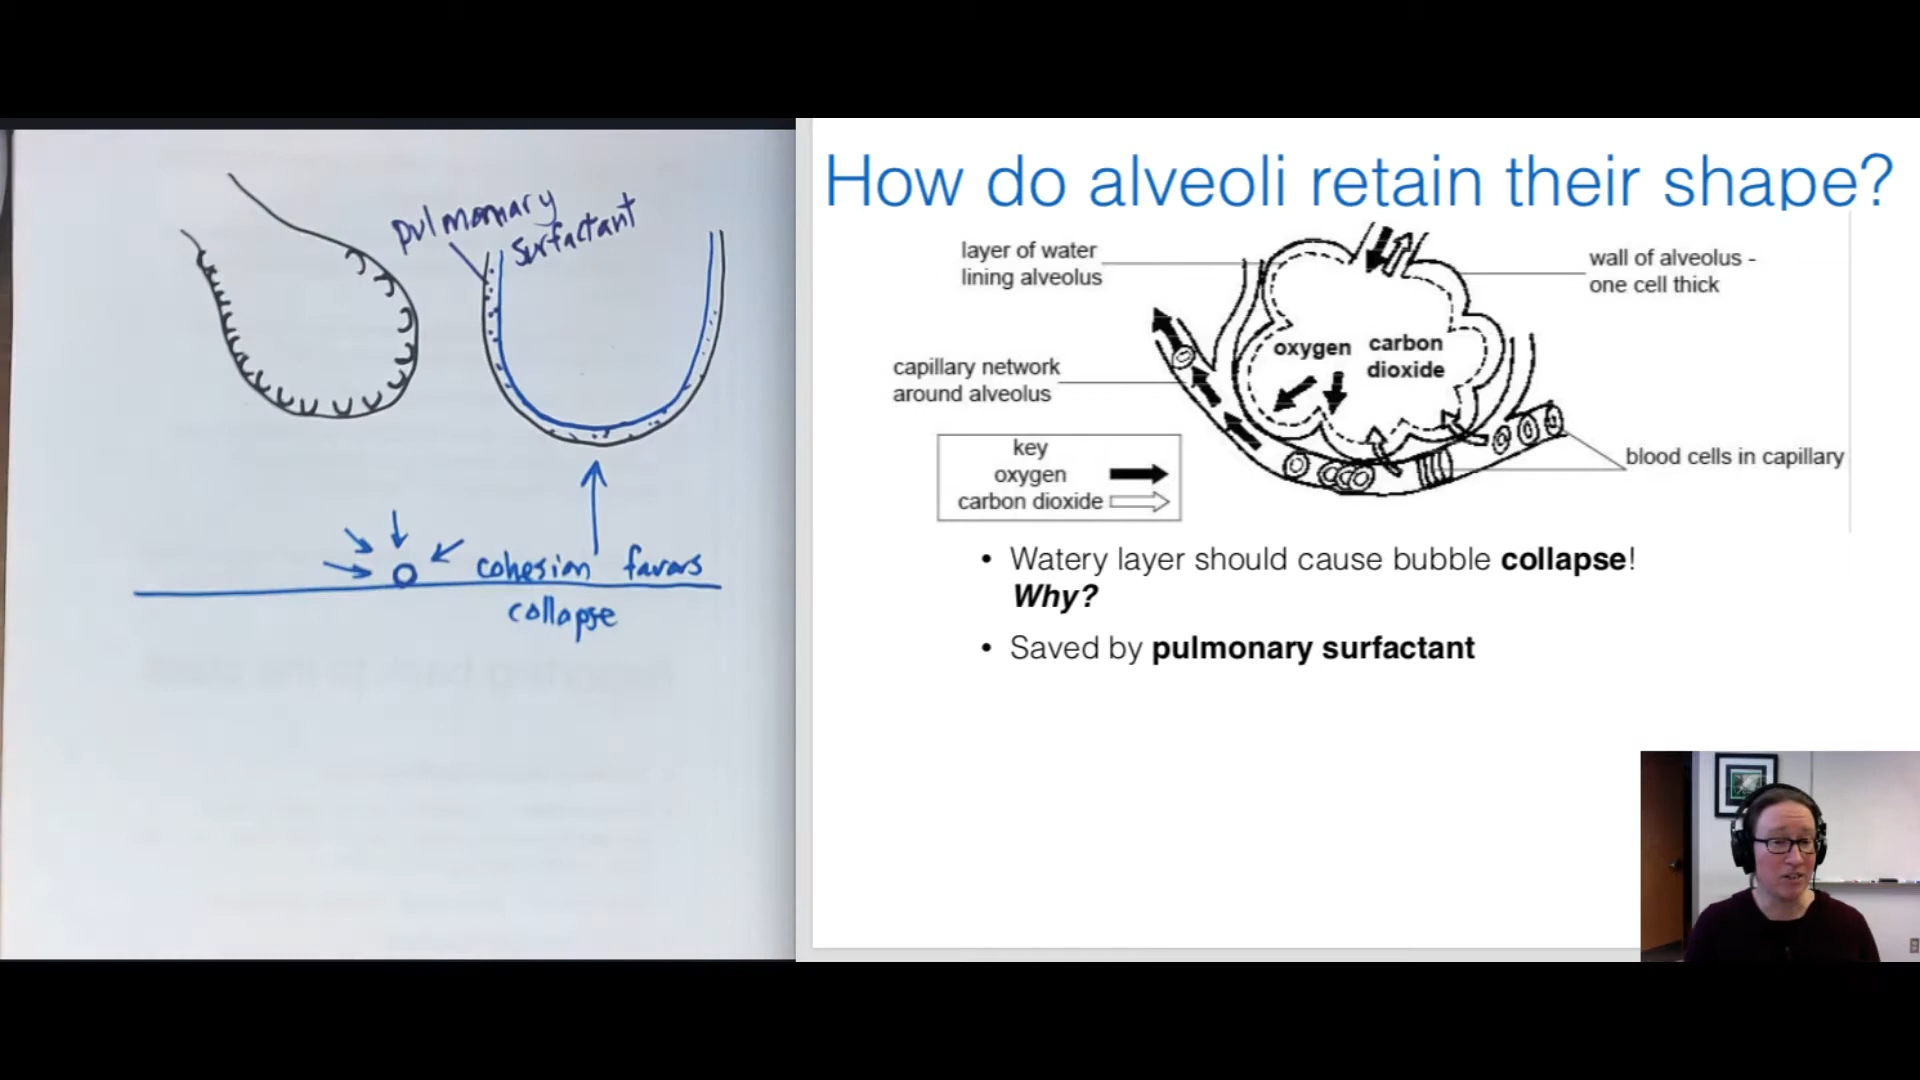 pulmonary
surfactant
cohesion favors
collapse
How do alveoli retain their shape?
layer of water
lining alveolus
wall of alveolus -
one cell thick
oxygen
carbon
dioxide
capillary network
around alveolus
key
oxygen
carbon dioxide
blood cells in capillary
• Watery layer should cause bubble collapse!
Why?
• Saved by pulmonary surfactant